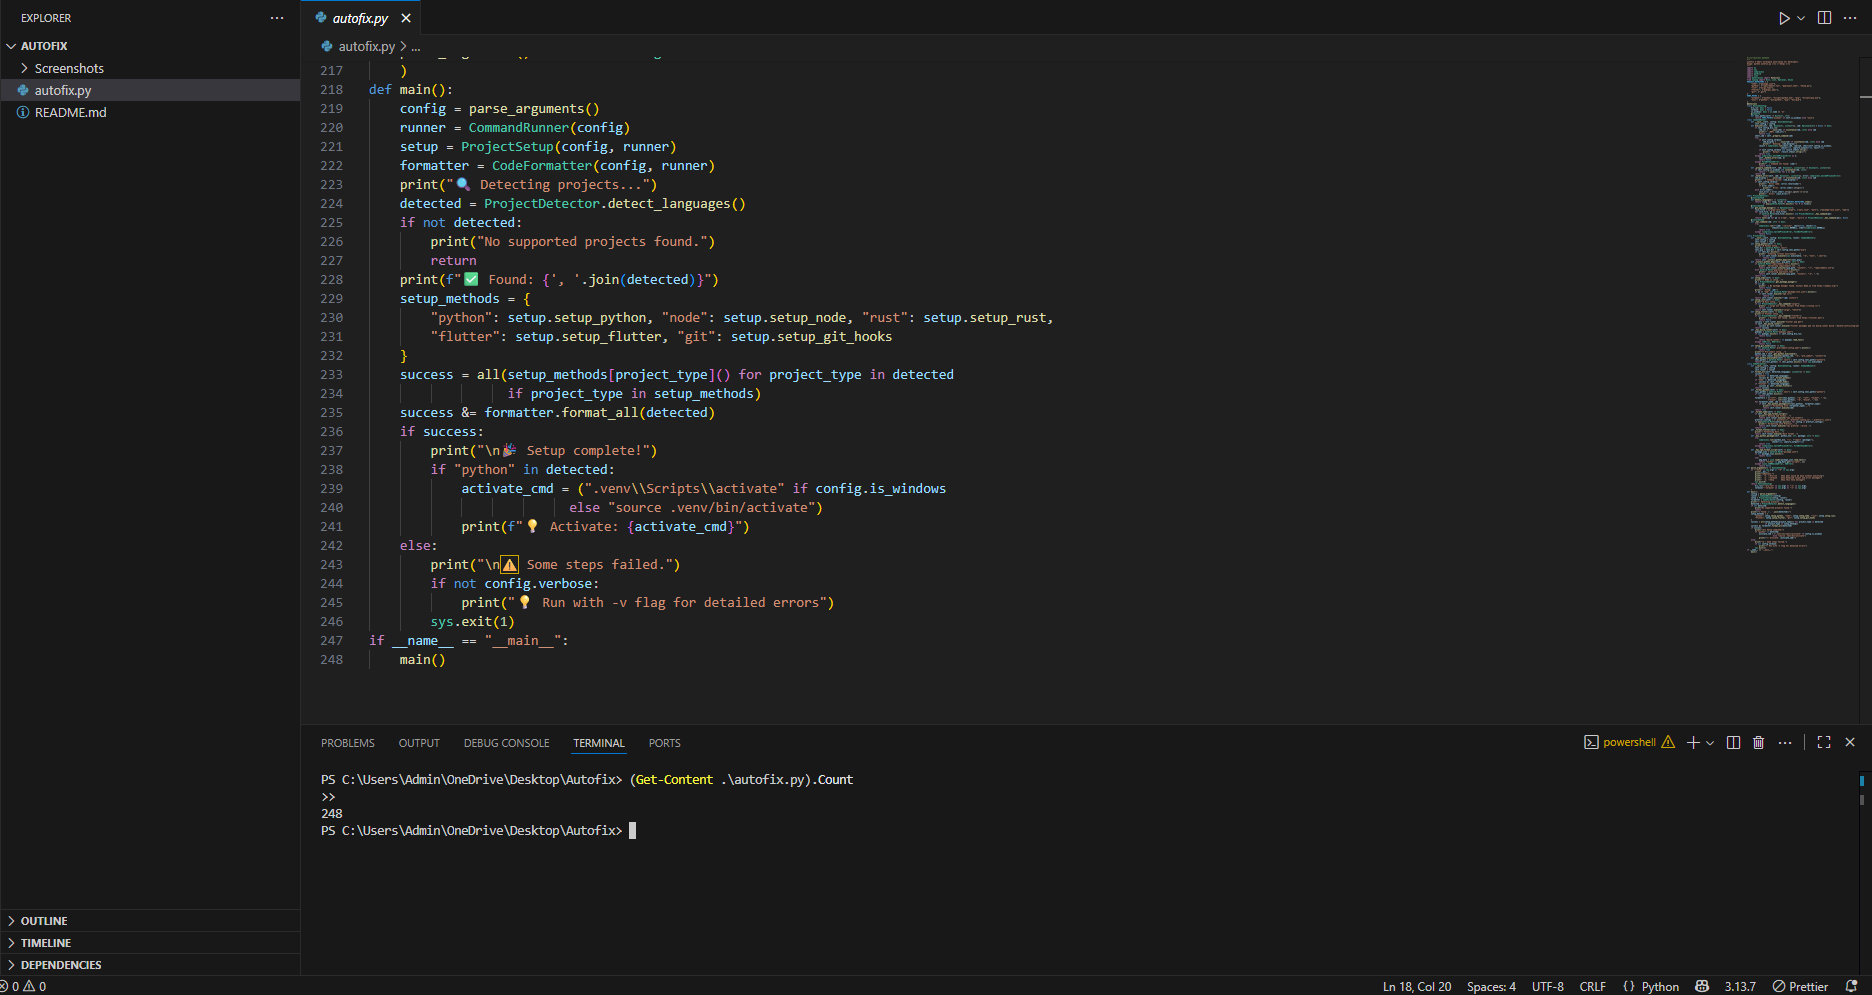 EXPLORER
AUTOFIX
Screenshots
autofix.py
README.md
OUTLINE
TIMELINE
DEPENDENCIES
autofix.py
autofix.py > ...
217 )
218 def main():
219 config = parse_arguments()
220 runner = CommandRunner(config)
221 setup = ProjectSetup(config, runner)
222 formatter = CodeFormatter(config, runner)
223 print("🔍 Detecting projects...")
224 detected = ProjectDetector.detect_languages()
225 if not detected:
226 print("No supported projects found.")
227 return
228 print(f"✅ Found: {', '.join(detected)}")
229 setup_methods = {
230 "python": setup.setup_python, "node": setup.setup_node, "rust": setup.setup_rust,
231 "flutter": setup.setup_flutter, "git": setup.setup_git_hooks
232 }
233 success = all(setup_methods[project_type]() for project_type in detected
234 if project_type in setup_methods)
235 success &= formatter.format_all(detected)
236 if success:
237 print("\n🎉 Setup complete!")
238 if "python" in detected:
239 activate_cmd = (".venv\\Scripts\\activate" if config.is_windows
240 else "source .venv/bin/activate")
241 print(f"💡 Activate: {activate_cmd}")
242 else:
243 print("\n⚠️ Some steps failed.")
244 if not config.verbose:
245 print("💡 Run with -v flag for detailed errors")
246 sys.exit(1)
247 if __name__ == "__main__":
248 main()
PROBLEMS OUTPUT DEBUG CONSOLE TERMINAL PORTS
powershell
PS C:\Users\Admin\OneDrive\Desktop\Autofix> (Get-Content .\autofix.py).Count
>>
248
PS C:\Users\Admin\OneDrive\Desktop\Autofix>
0 0 Ln 18, Col 20 Spaces: 4 UTF-8 CRLF {} Python 3.13.7 Prettier